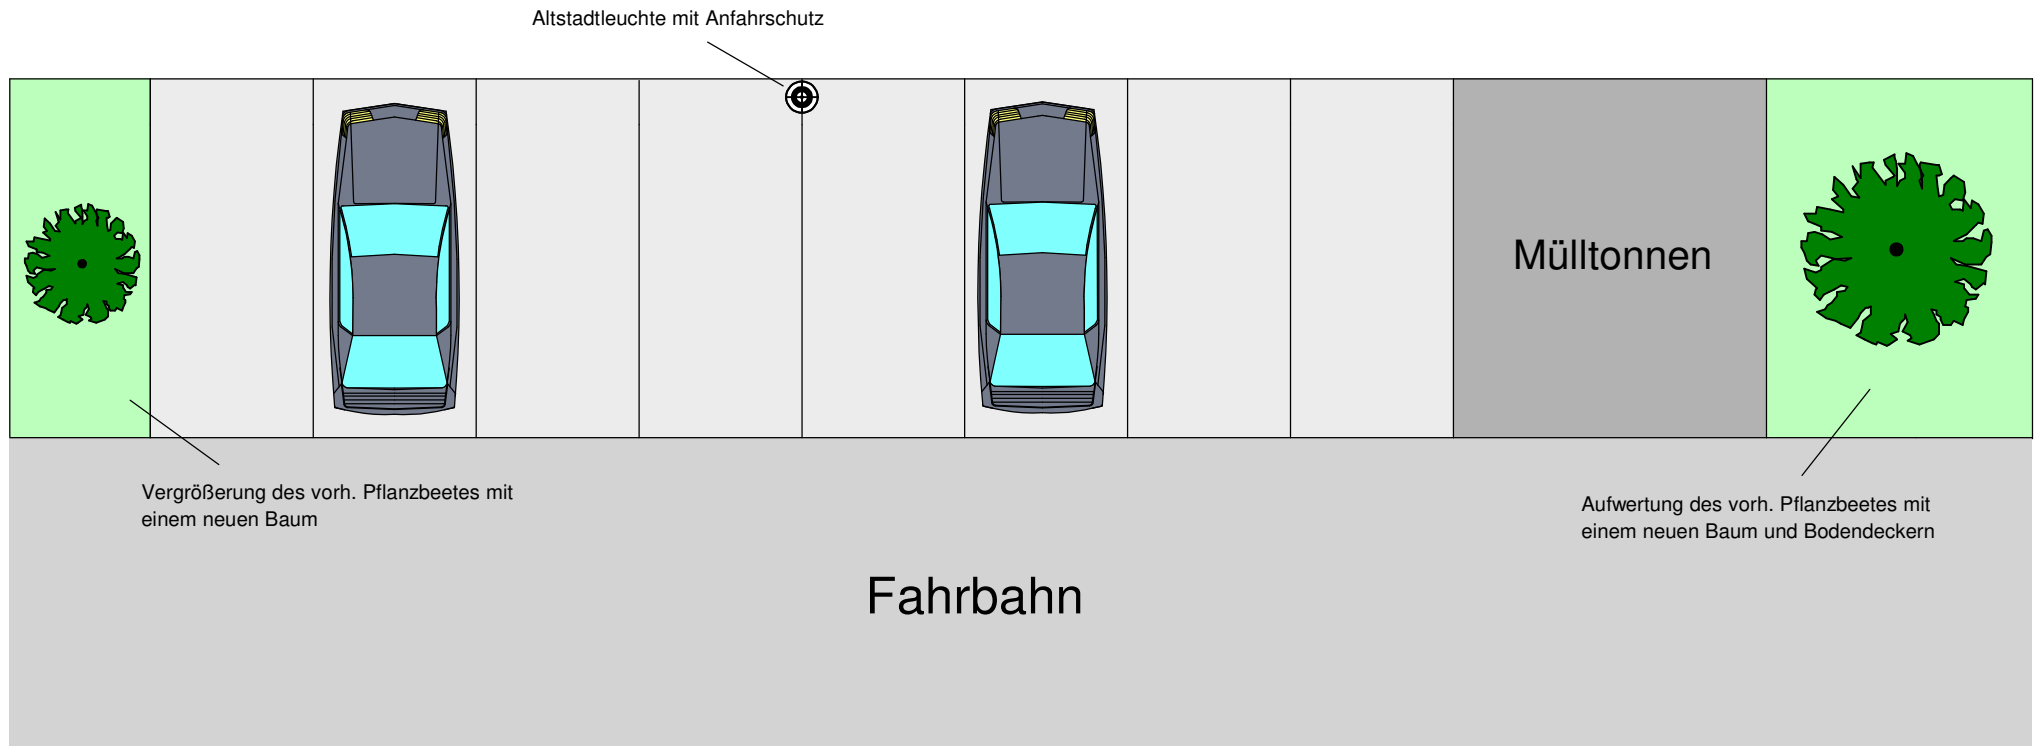 Altstadtleuchte mit Anfahrschutz
Mülltonnen
Vergrößerung des vorh. Pflanzbeetes mit
einem neuen Baum
Aufwertung des vorh. Pflanzbeetes mit
einem neuen Baum und Bodendeckern
Fahrbahn